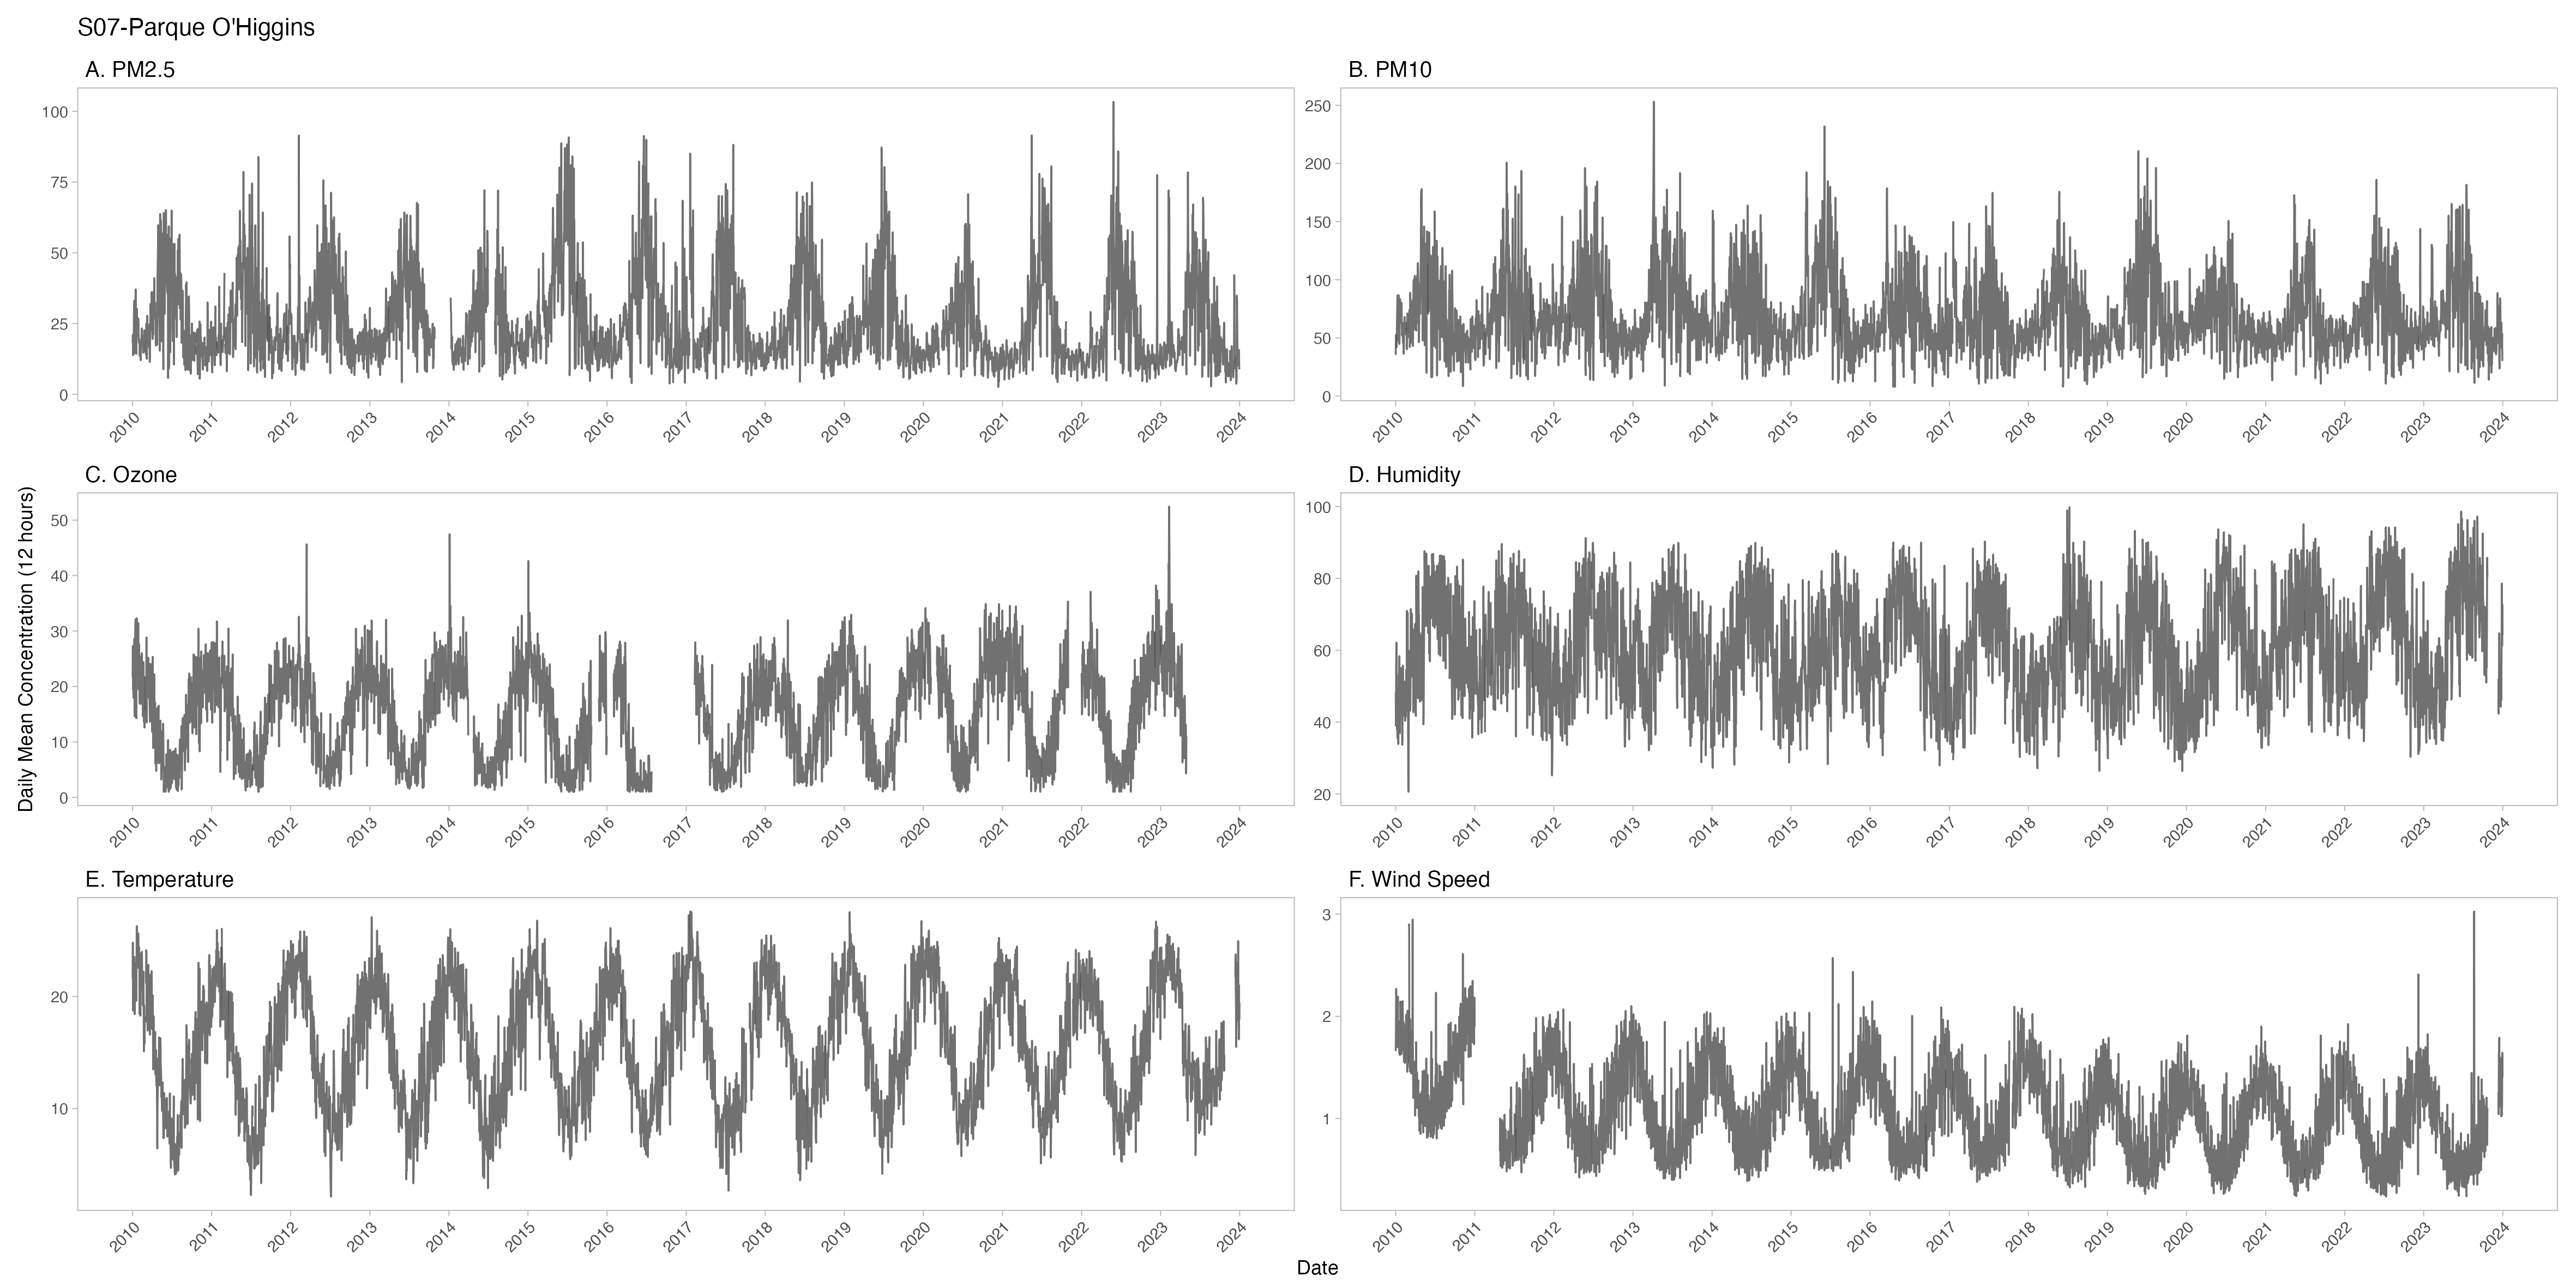 S07-Parque O'Higgins
A. PM2.5
100
75
50
25
0
2010 2011 2012 2013 2014 2015 2016 2017 2018 2019 2020 2021 2022 2023 2024
B. PM10
250
200
150
100
50
0
2010 2011 2012 2013 2014 2015 2016 2017 2018 2019 2020 2021 2022 2023 2024
Daily Mean Concentration (12 hours)
C. Ozone
50
40
30
20
10
0
2010 2011 2012 2013 2014 2015 2016 2017 2018 2019 2020 2021 2022 2023 2024
D. Humidity
100
80
60
40
20
2010 2011 2012 2013 2014 2015 2016 2017 2018 2019 2020 2021 2022 2023 2024
E. Temperature
20
10
2010 2011 2012 2013 2014 2015 2016 2017 2018 2019 2020 2021 2022 2023 2024
F. Wind Speed
3
2
1
2010 2011 2012 2013 2014 2015 2016 2017 2018 2019 2020 2021 2022 2023 2024
Date